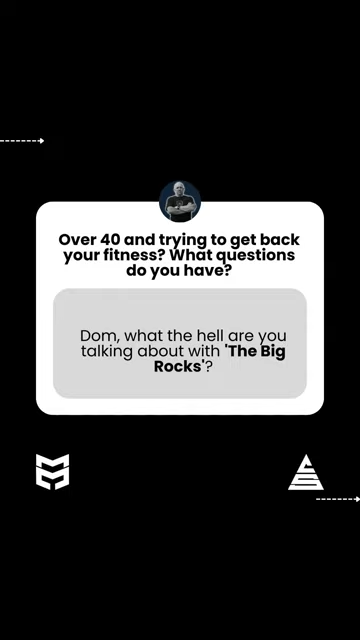 Over 40 and trying to get back
your fitness? What questions
do you have?
Dom, what the hell are you
talking about with 'The Big
Rocks'?